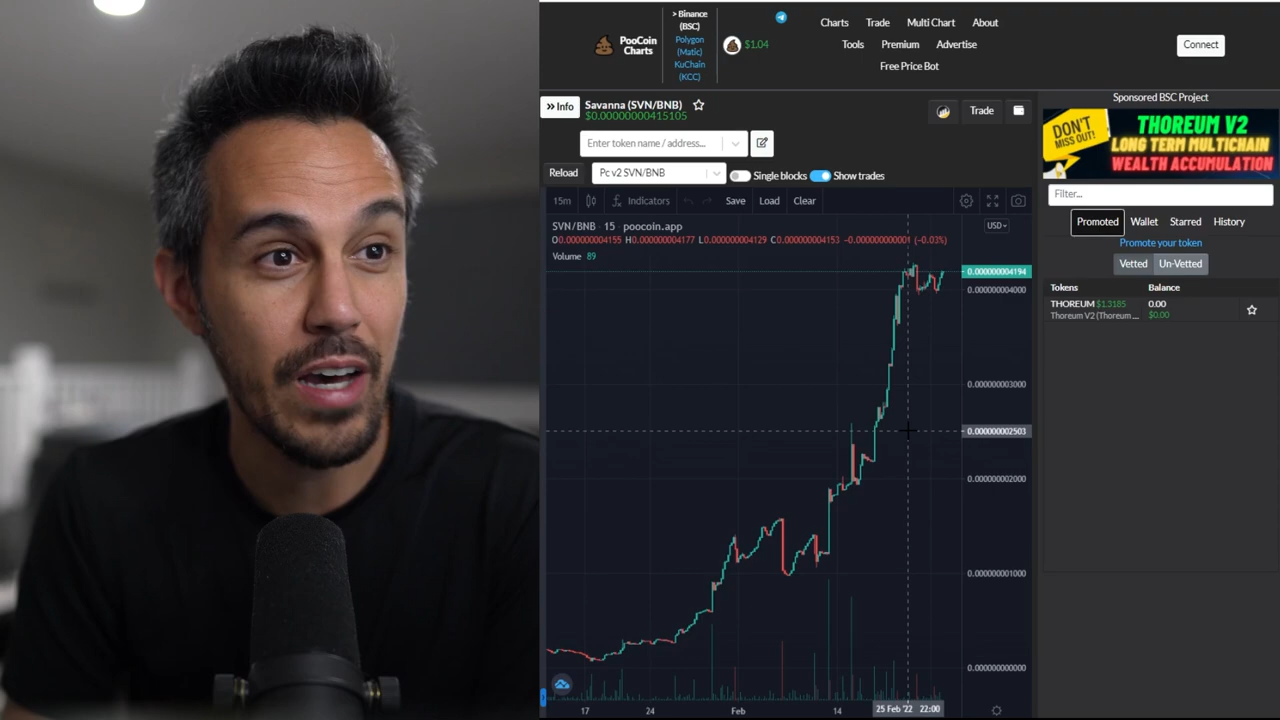 PooCoin
Charts
> Binance
(BSC)
Polygon
(Matic)
KuChain
(KCC)
$1.04
Charts Trade Multi Chart About
Tools Premium Advertise
Free Price Bot
Connect
Info
Savanna (SVN/BNB)
$0.00000000415105
Trade
Enter token name / address...
Reload
Pc v2 SVN/BNB
Single blocks
Show trades
15m
Indicators
Save
Load
Clear
SVN/BNB · 15 · poocoin.app
O0.000000004155 H0.000000004177 L0.000000004129 C0.000000004153 −0.000000000001 (−0.03%)
Volume 89
USD
0.000000004194
0.000000004000
0.000000003000
0.000000002503
0.000000002000
0.000000001000
0.000000000000
17
24
Feb
14
25 Feb '22 22:00
Sponsored BSC Project
DON'T
MISS OUT!
THOREUM V2
LONG TERM MULTICHAIN
WEALTH ACCUMULATION
Filter...
Promoted
Wallet
Starred
History
Promote your token
Vetted
Un-Vetted
Tokens
Balance
THOREUM $1.3185
0.00
Thoreum V2 (Thoreum ...
$0.00